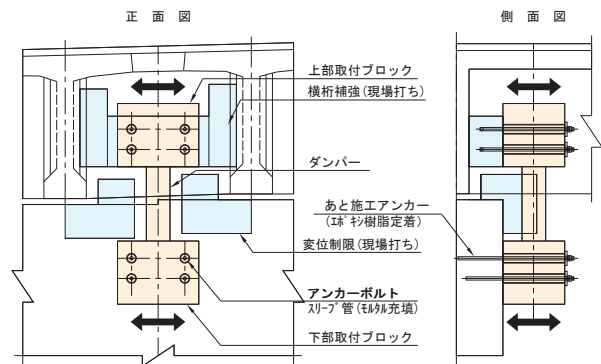 正 面 図
側 面 図
上部取付ブロック
横桁補強(現場打ち)
ダンパー
あと施工アンカー
(エポキシ樹脂定着)
変位制限(現場打ち)
アンカーボルト
スリーブ管(モルタル充填)
下部取付ブロック